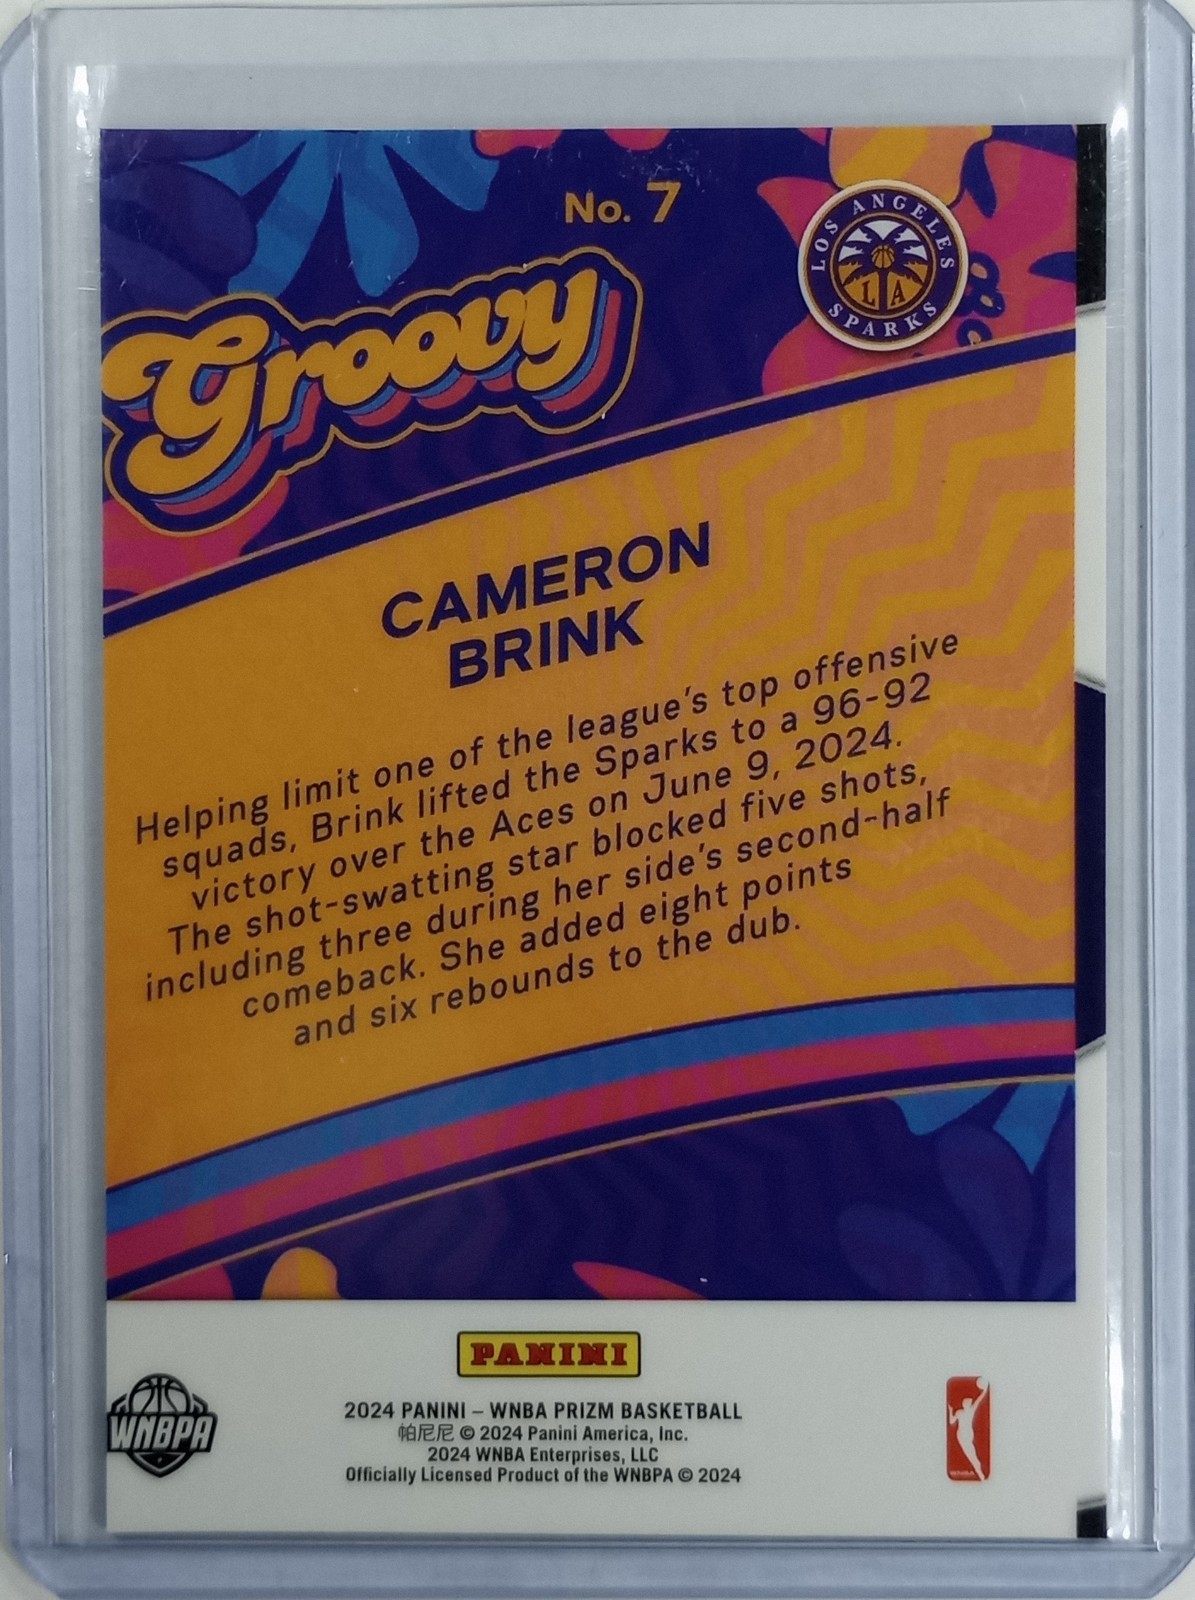 No. 7
LOS ANGELES
LA
SPARKS
Groovy
CAMERON
BRINK
Helping limit one of the league's top offensive
squads, Brink lifted the Sparks to a 96-92
victory over the Aces on June 9, 2024.
The shot-swatting star blocked five shots,
including three during her side's second-half
comeback. She added eight points
and six rebounds to the dub.
PANINI
WNBPA
2024 PANINI – WNBA PRIZM BASKETBALL
帕尼尼 © 2024 Panini America, Inc.
2024 WNBA Enterprises, LLC
Officially Licensed Product of the WNBPA © 2024
WNBA